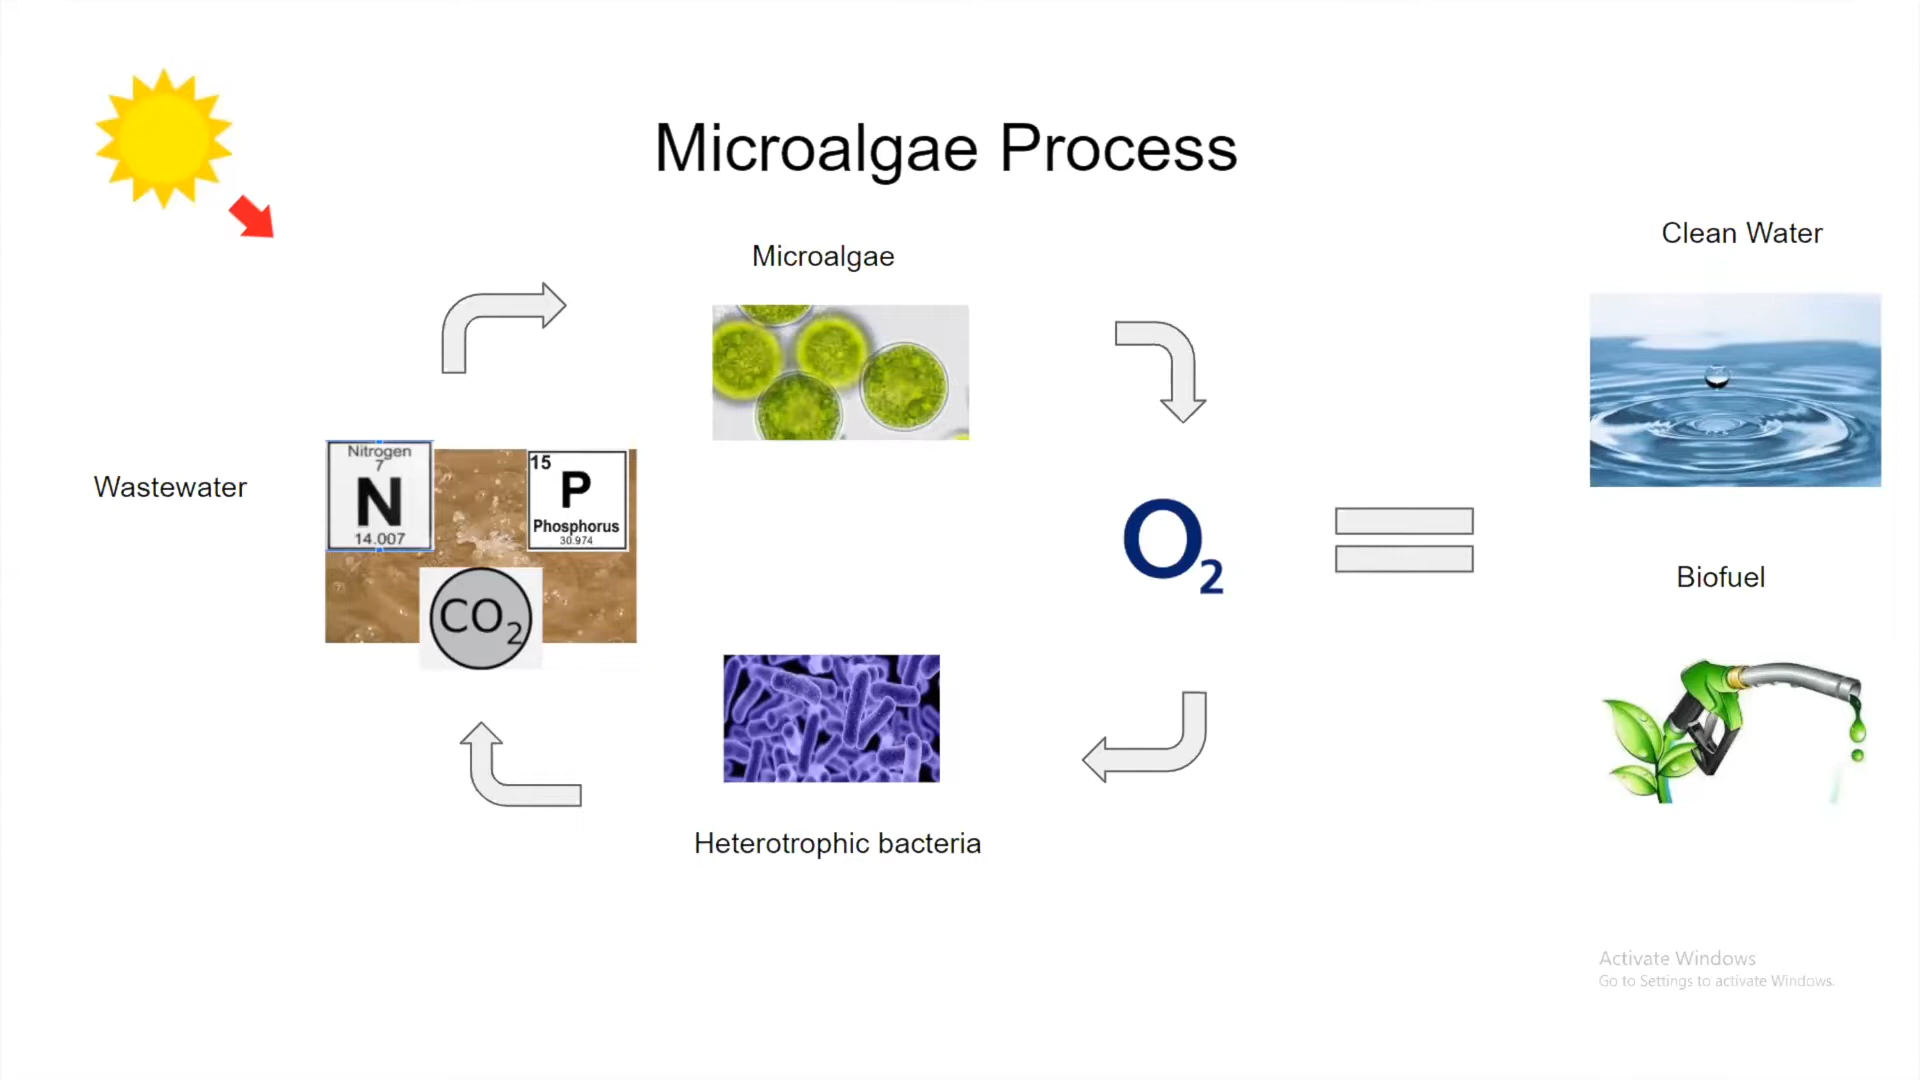 Microalgae Process
Microalgae
Clean Water
Wastewater
Nitrogen
7
N
14.007
15
P
Phosphorus
30.974
CO₂
O₂
Biofuel
Heterotrophic bacteria
Activate Windows
Go to Settings to activate Windows.